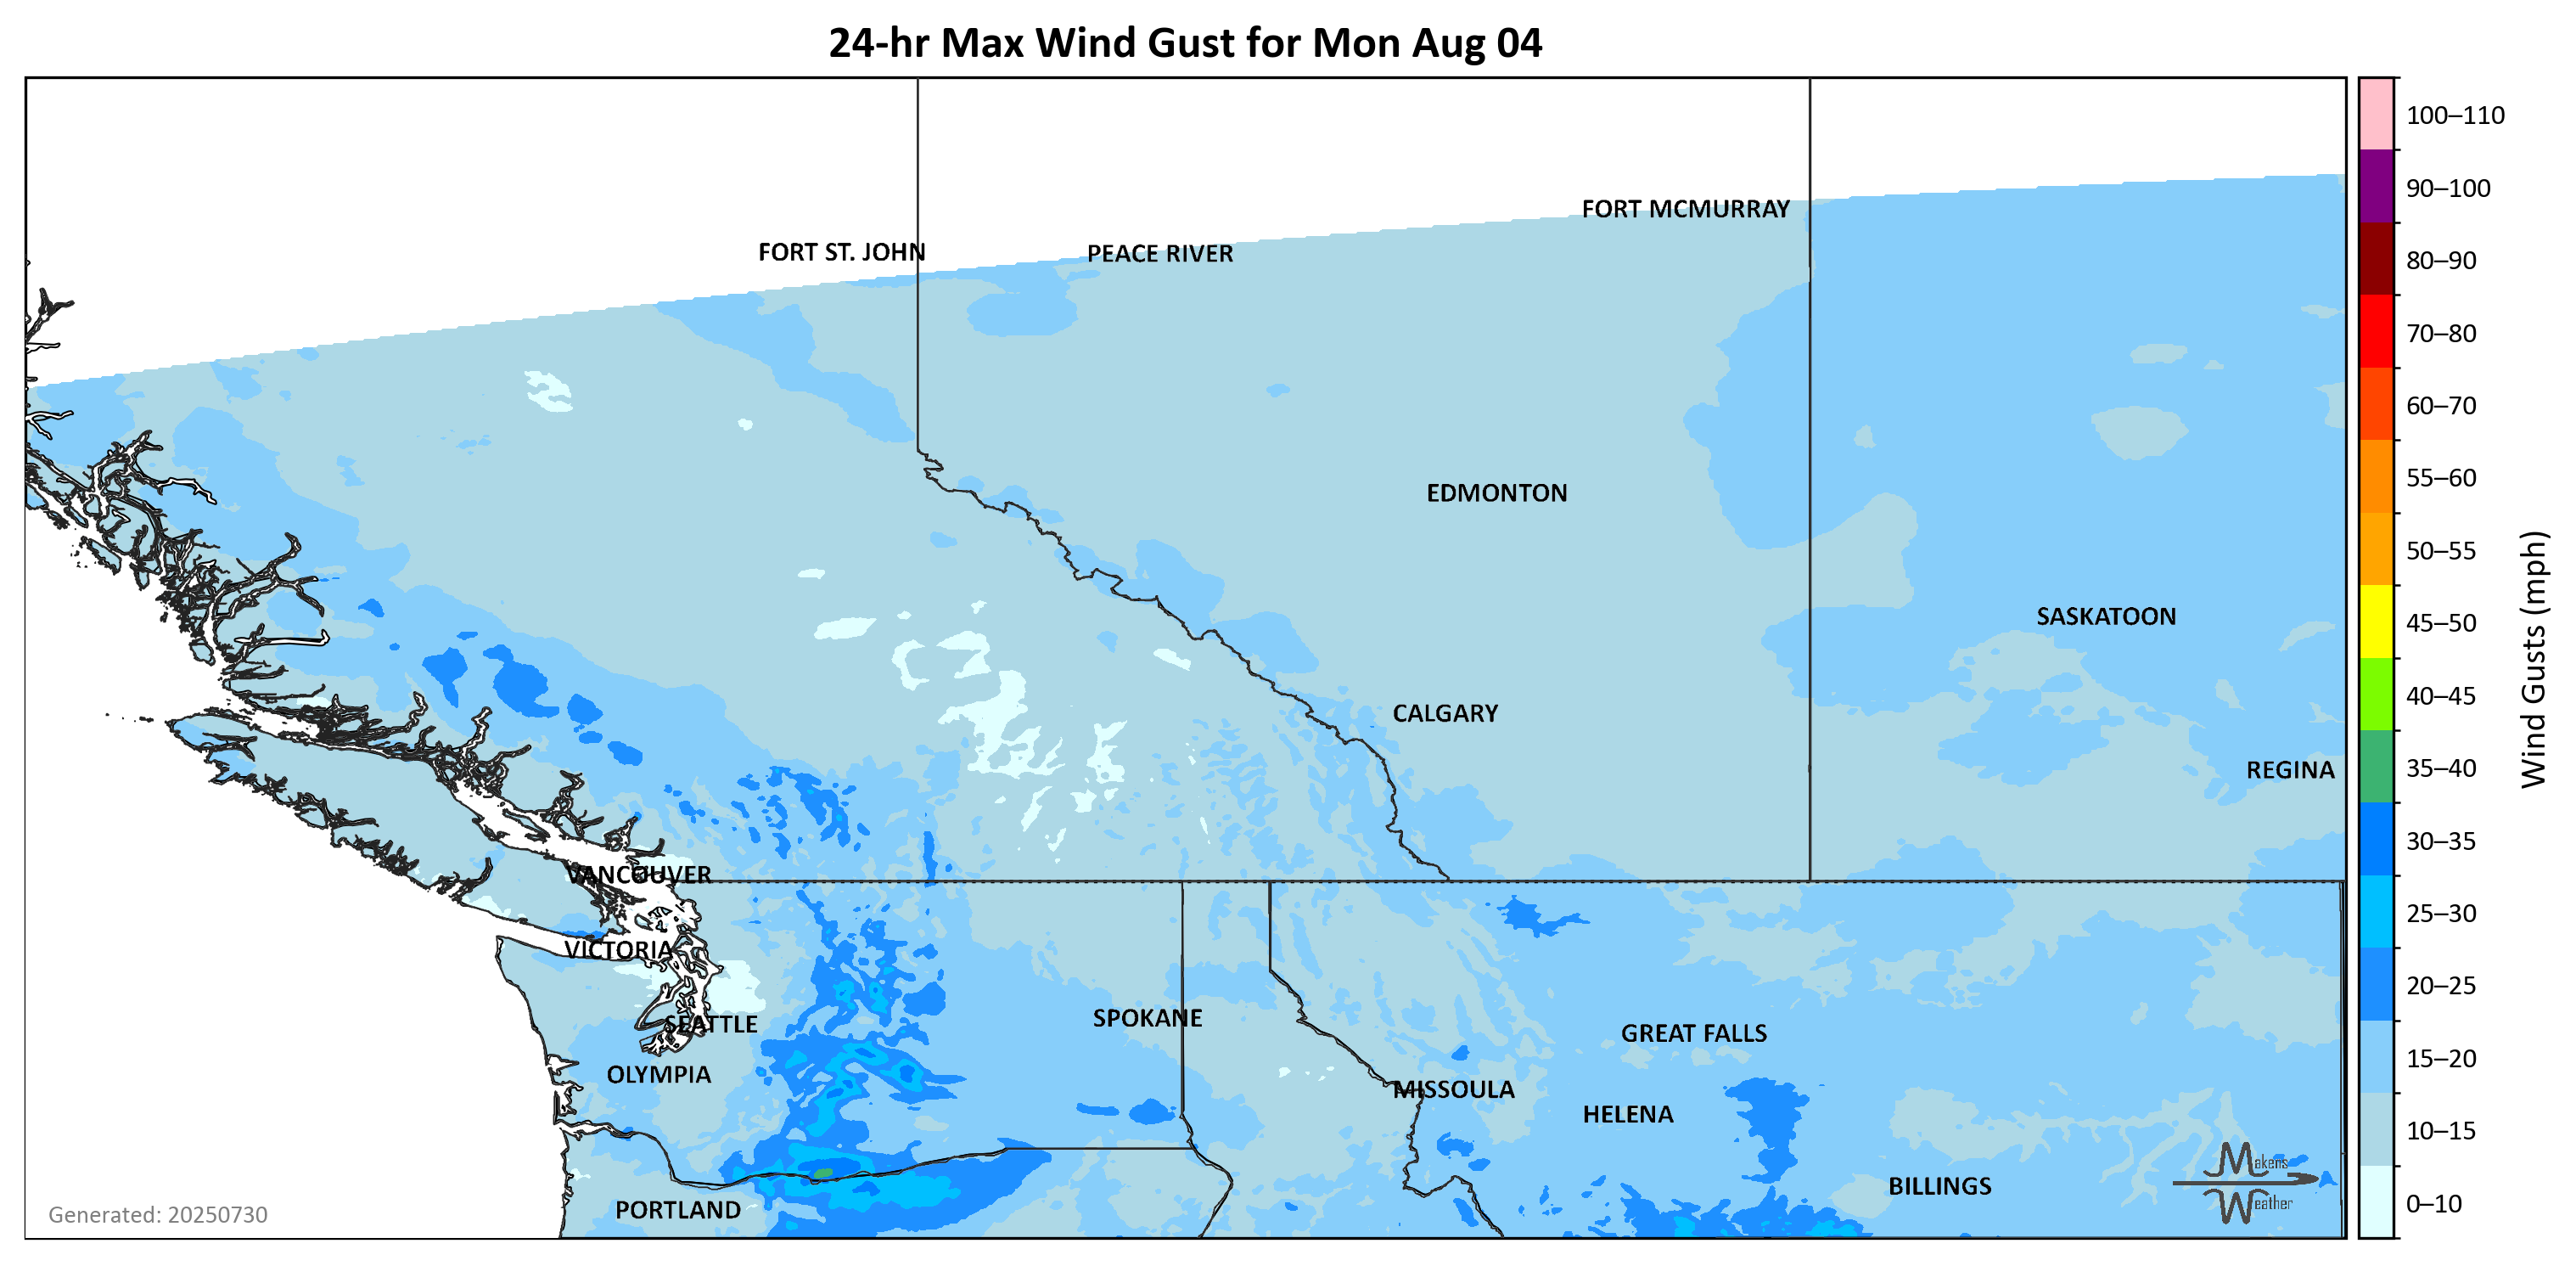 24-hr Max Wind Gust for Mon Aug 04
100–110
90–100
80–90
70–80
60–70
55–60
50–55
45–50
40–45
35–40
30–35
25–30
20–25
15–20
10–15
0–10
Wind Gusts (mph)
FORT MCMURRAY
FORT ST. JOHN
PEACE RIVER
EDMONTON
SASKATOON
CALGARY
REGINA
VANCOUVER
VICTORIA
SPOKANE
SEATTLE
GREAT FALLS
OLYMPIA
MISSOULA
HELENA
BILLINGS
PORTLAND
Makens
Weather
Generated: 20250730